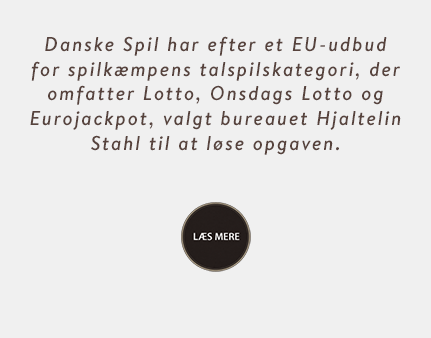 Danske Spil har efter et EU-udbud
for spilkæmpens talspilskategori, der
omfatter Lotto, Onsdags Lotto og
Eurojackpot, valgt bureauet Hjaltelin
Stahl til at løse opgaven.
LÆS MERE